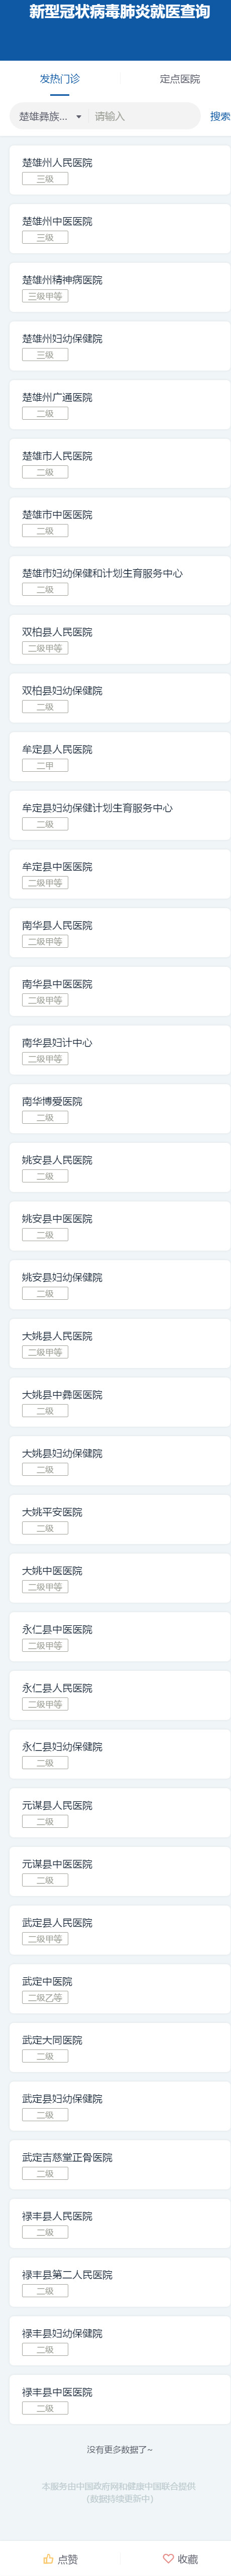 新型冠状病毒肺炎就医查询
发热门诊
定点医院
楚雄彝族...
请输入
搜索
楚雄州人民医院
三级
楚雄州中医医院
三级
楚雄州精神病医院
三级甲等
楚雄州妇幼保健院
三级
楚雄州广通医院
二级
楚雄市人民医院
二级
楚雄市中医医院
二级
楚雄市妇幼保健和计划生育服务中心
二级
双柏县人民医院
二级甲等
双柏县妇幼保健院
二级
牟定县人民医院
二甲
牟定县妇幼保健计划生育服务中心
二级
牟定县中医医院
二级甲等
南华县人民医院
二级甲等
南华县中医医院
二级甲等
南华县妇计中心
二级甲等
南华博爱医院
二级
姚安县人民医院
二级
姚安县中医医院
二级
姚安县妇幼保健院
二级
大姚县人民医院
二级甲等
大姚县中彝医医院
二级
大姚县妇幼保健院
二级
大姚平安医院
二级
大姚中医医院
二级甲等
永仁县中医医院
二级甲等
永仁县人民医院
二级甲等
永仁县妇幼保健院
二级
元谋县人民医院
二级
元谋县中医医院
二级
武定县人民医院
二级甲等
武定中医院
二级乙等
武定大同医院
二级
武定县妇幼保健院
二级
武定吉慈堂正骨医院
二级
禄丰县人民医院
二级
禄丰县第二人民医院
二级
禄丰县妇幼保健院
二级
禄丰县中医医院
二级
没有更多数据了~
本服务由中国政府网和健康中国联合提供
（数据持续更新中）
点赞
收藏